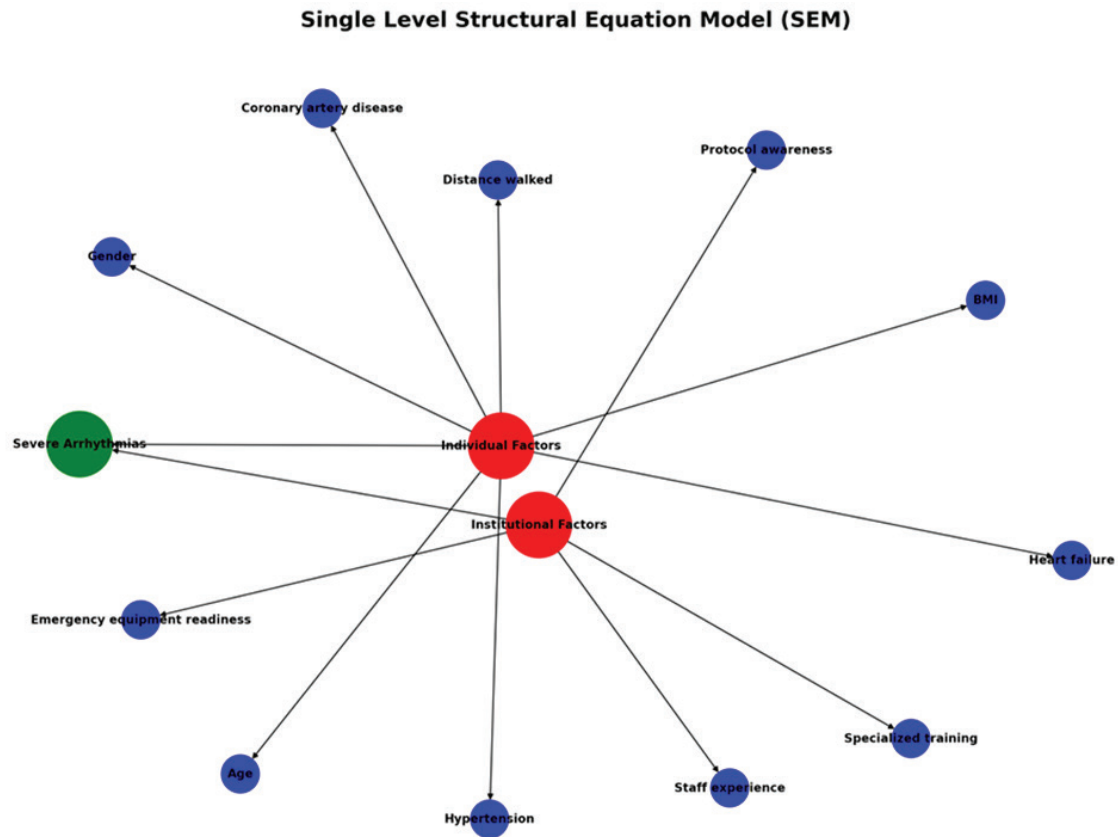 Single Level Structural Equation Model (SEM)
Coronary artery disease
Protocol awareness
Distance walked
Gender
BMI
Severe Arrhythmias
Individual Factors
Institutional Factors
Heart failure
Emergency equipment readiness
Specialized training
Age
Staff experience
Hypertension